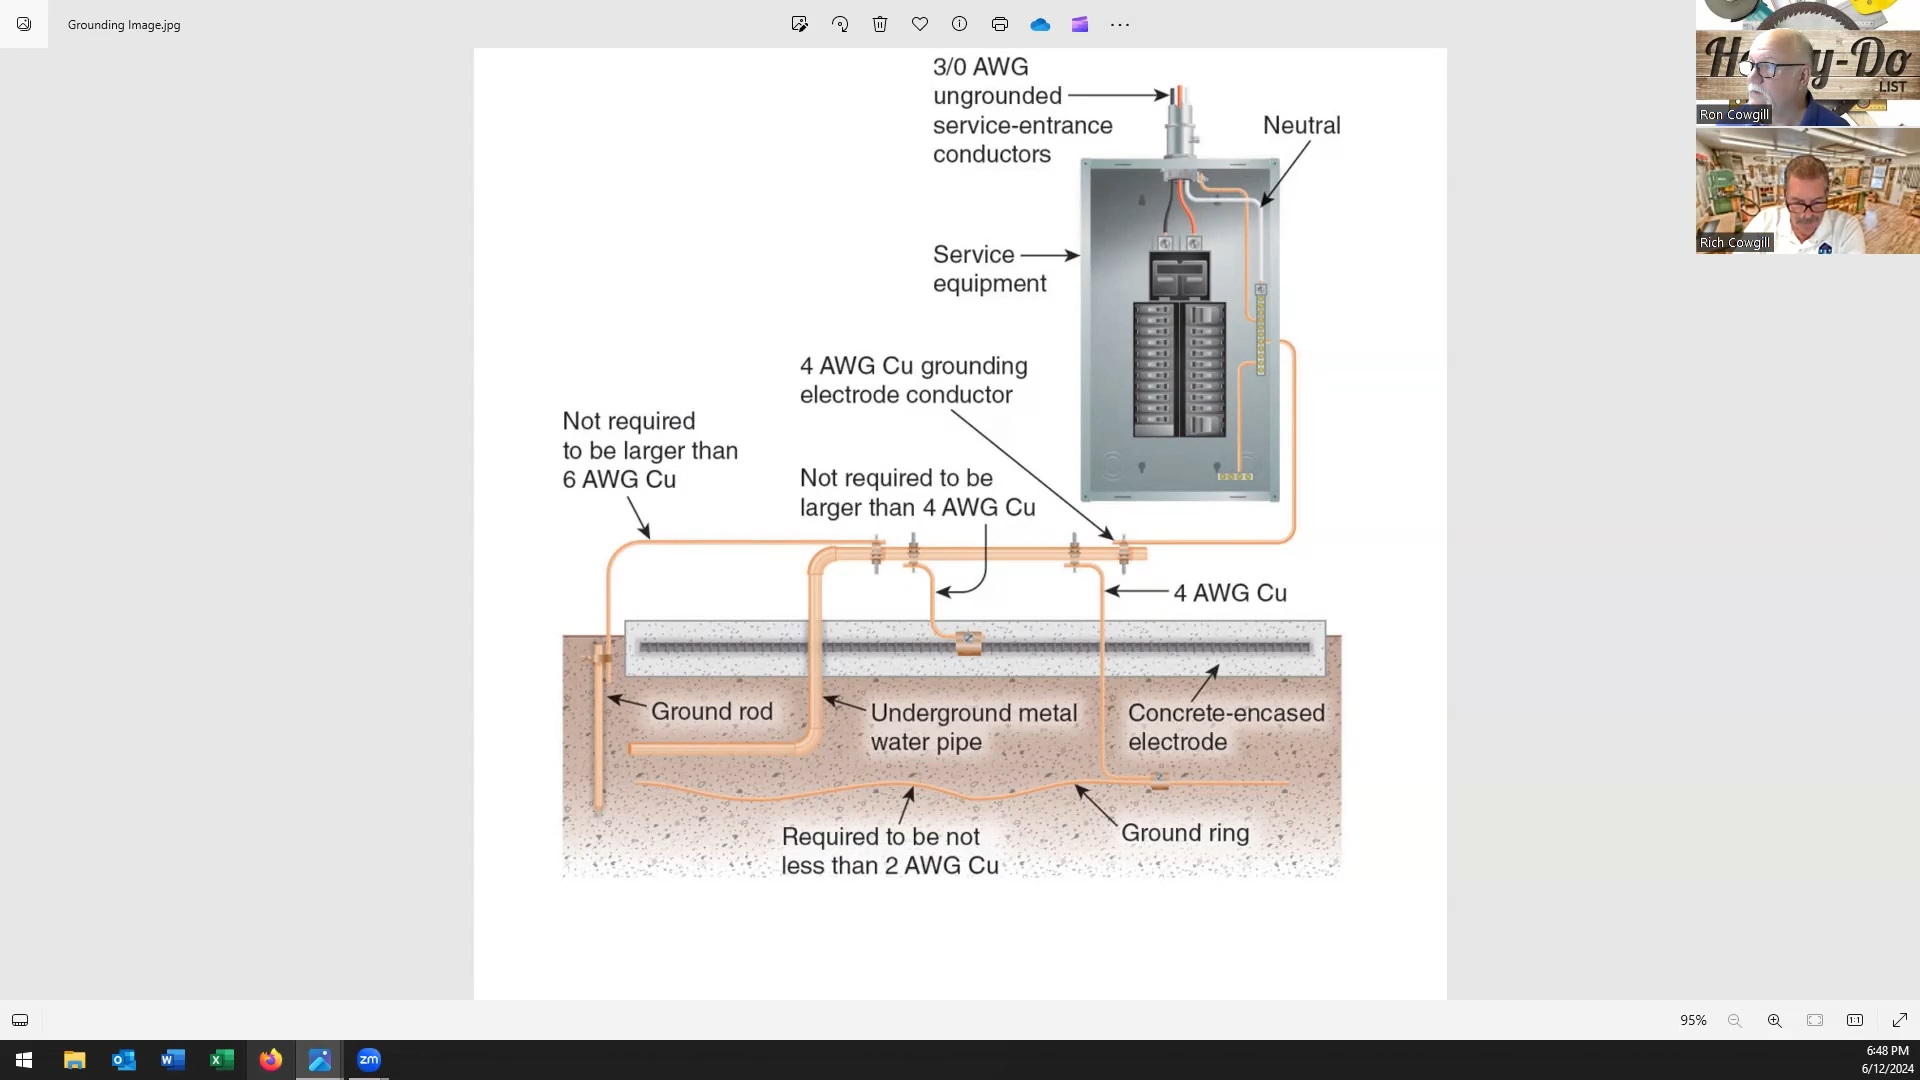 Grounding Image.jpg
3/0 AWG
ungrounded
service-entrance
conductors
Neutral
Service
equipment
4 AWG Cu grounding
electrode conductor
Not required
to be larger than
6 AWG Cu
Not required to be
larger than 4 AWG Cu
4 AWG Cu
Ground rod
Underground metal
water pipe
Concrete-encased
electrode
Required to be not
less than 2 AWG Cu
Ground ring
LIST
Ron Cowgill
Rich Cowgill
95%
1:1
zm
6:48 PM
6/12/2024